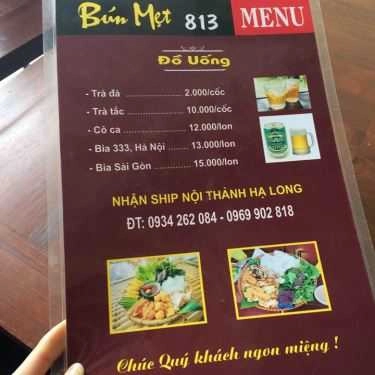 Bún Mẹt 813 MENU
Đồ Uống
- Trà đá ........ 2.000/cốc
- Trà tắc ........ 10.000/cốc
- Cô ca ........ 12.000/lon
- Bia 333, Hà Nội ........ 13.000/lon
- Bia Sài Gòn ........ 15.000/lon
NHẬN SHIP NỘI THÀNH HẠ LONG
ĐT: 0934 262 084 - 0969 902 818
Chúc Quý khách ngon miệng !